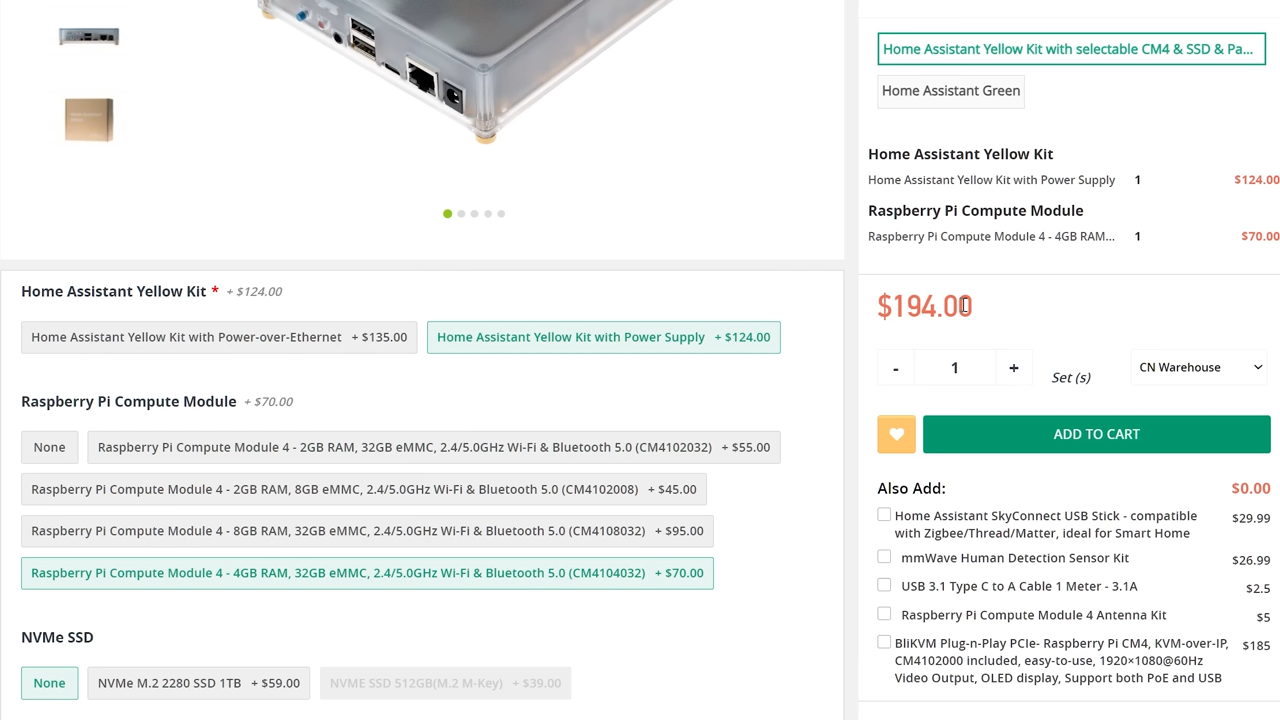 Home Assistant Yellow Kit with selectable CM4 & SSD & Pa...
Home Assistant Green
Home Assistant Yellow Kit
Home Assistant Yellow Kit with Power Supply 1 $124.00
Raspberry Pi Compute Module
Raspberry Pi Compute Module 4 - 4GB RAM... 1 $70.00
$194.00
- 1 + Set (s) CN Warehouse
ADD TO CART
Also Add: $0.00
Home Assistant SkyConnect USB Stick - compatible $29.99
with Zigbee/Thread/Matter, ideal for Smart Home
mmWave Human Detection Sensor Kit $26.99
USB 3.1 Type C to A Cable 1 Meter - 3.1A $2.5
Raspberry Pi Compute Module 4 Antenna Kit $5
BliKVM Plug-n-Play PCIe- Raspberry Pi CM4, KVM-over-IP, $185
CM4102000 included, easy-to-use, 1920×1080@60Hz
Video Output, OLED display, Support both PoE and USB
Home Assistant Yellow Kit * + $124.00
Home Assistant Yellow Kit with Power-over-Ethernet + $135.00
Home Assistant Yellow Kit with Power Supply + $124.00
Raspberry Pi Compute Module + $70.00
None
Raspberry Pi Compute Module 4 - 2GB RAM, 32GB eMMC, 2.4/5.0GHz Wi-Fi & Bluetooth 5.0 (CM4102032) + $55.00
Raspberry Pi Compute Module 4 - 2GB RAM, 8GB eMMC, 2.4/5.0GHz Wi-Fi & Bluetooth 5.0 (CM4102008) + $45.00
Raspberry Pi Compute Module 4 - 8GB RAM, 32GB eMMC, 2.4/5.0GHz Wi-Fi & Bluetooth 5.0 (CM4108032) + $95.00
Raspberry Pi Compute Module 4 - 4GB RAM, 32GB eMMC, 2.4/5.0GHz Wi-Fi & Bluetooth 5.0 (CM4104032) + $70.00
NVMe SSD
None
NVMe M.2 2280 SSD 1TB + $59.00
NVME SSD 512GB(M.2 M-Key) + $39.00